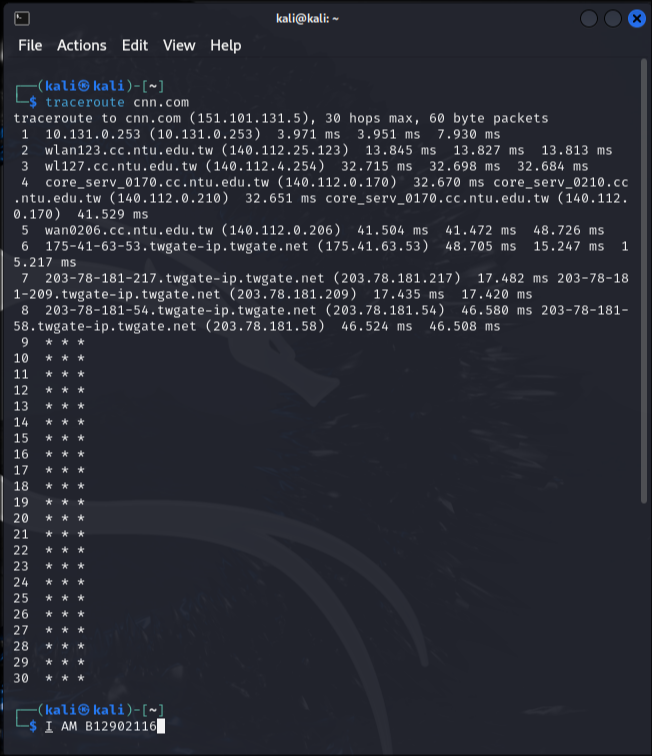 kali@kali: ~
File Actions Edit View Help
┌──(kali㉿kali)-[~]
└─$ traceroute cnn.com
traceroute to cnn.com (151.101.131.5), 30 hops max, 60 byte packets
 1  10.131.0.253 (10.131.0.253)  3.971 ms  3.951 ms  7.930 ms
 2  wlan123.cc.ntu.edu.tw (140.112.25.123)  13.845 ms  13.827 ms  13.813 ms
 3  wl127.cc.ntu.edu.tw (140.112.4.254)  32.715 ms  32.698 ms  32.684 ms
 4  core_serv_0170.cc.ntu.edu.tw (140.112.0.170)  32.670 ms core_serv_0210.cc
.ntu.edu.tw (140.112.0.210)  32.651 ms core_serv_0170.cc.ntu.edu.tw (140.112.
0.170)  41.529 ms
 5  wan0206.cc.ntu.edu.tw (140.112.0.206)  41.504 ms  41.472 ms  48.726 ms
 6  175-41-63-53.twgate-ip.twgate.net (175.41.63.53)  48.705 ms  15.247 ms  1
5.217 ms
 7  203-78-181-217.twgate-ip.twgate.net (203.78.181.217)  17.482 ms 203-78-18
1-209.twgate-ip.twgate.net (203.78.181.209)  17.435 ms  17.420 ms
 8  203-78-181-54.twgate-ip.twgate.net (203.78.181.54)  46.580 ms 203-78-181-
58.twgate-ip.twgate.net (203.78.181.58)  46.524 ms  46.508 ms
 9  * * *
10  * * *
11  * * *
12  * * *
13  * * *
14  * * *
15  * * *
16  * * *
17  * * *
18  * * *
19  * * *
20  * * *
21  * * *
22  * * *
23  * * *
24  * * *
25  * * *
26  * * *
27  * * *
28  * * *
29  * * *
30  * * *
┌──(kali㉿kali)-[~]
└─$ I AM B12902116